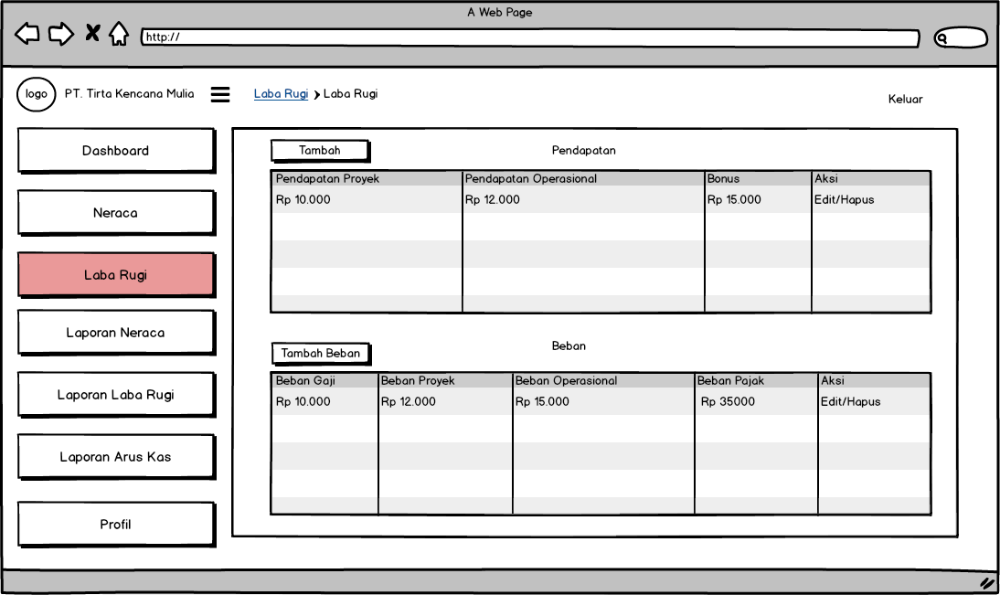 A Web Page
http://
logo PT. Tirta Kencana Mulia Laba Rugi Laba Rugi Keluar
Dashboard
Neraca
Laba Rugi
Laporan Neraca
Laporan Laba Rugi
Laporan Arus Kas
Profil
Tambah Pendapatan
Pendapatan Proyek Pendapatan Operasional Bonus Aksi
Rp 10.000 Rp 12.000 Rp 15.000 Edit/Hapus
Tambah Beban Beban
Beban Gaji Beban Proyek Beban Operasional Beban Pajak Aksi
Rp 10.000 Rp 12.000 Rp 15.000 Rp 35000 Edit/Hapus